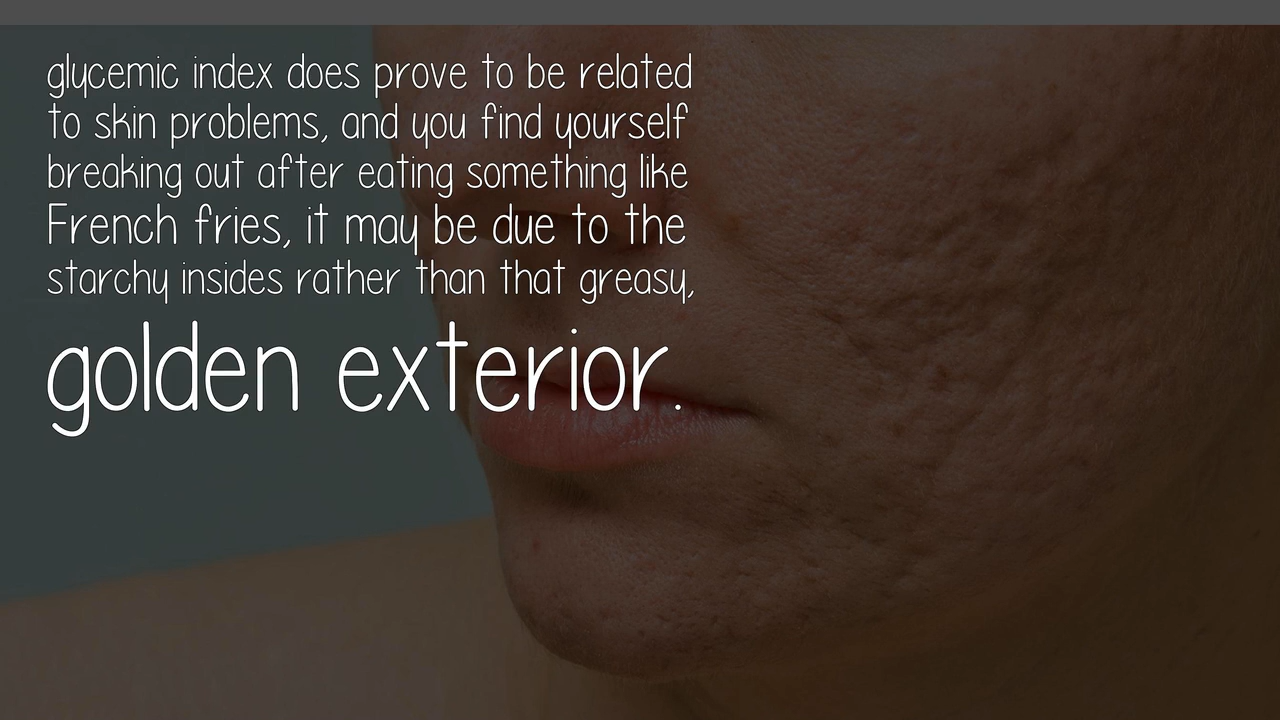 glycemic index does prove to be related
to skin problems, and you find yourself
breaking out after eating something like
French fries, it may be due to the
starchy insides rather than that greasy,
golden exterior.